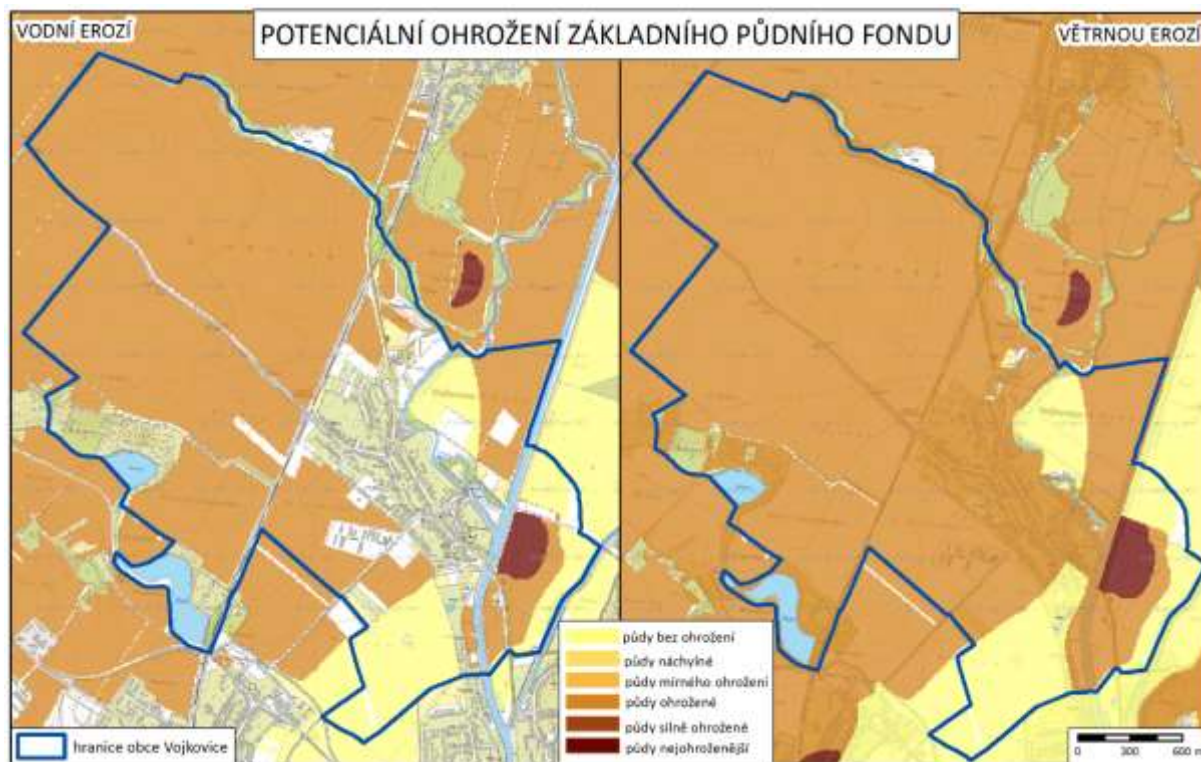 VODNÍ EROZÍ
POTENCIÁLNÍ OHROŽENÍ ZÁKLADNÍHO PŮDNÍHO FONDU
VĚTRNOU EROZÍ
půdy bez ohrožení
půdy náchylné
půdy mírného ohrožení
půdy ohrožené
půdy silně ohrožené
půdy nejohroženější
hranice obce Vojkovice
0 300 600 m